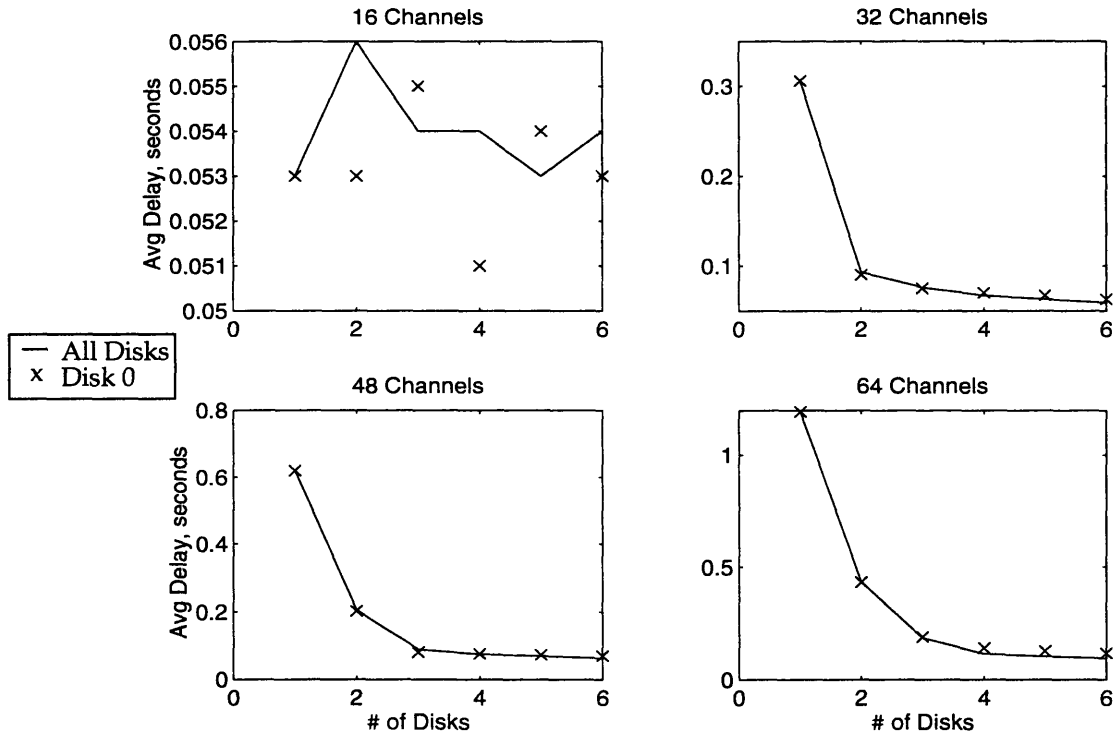 16 Channels
Avg Delay, seconds
0.056
0.055
0.054
0.053
0.052
0.051
0.05
0 2 4 6
32 Channels
0.3
0.2
0.1
0 2 4 6
All Disks
x Disk 0
48 Channels
Avg Delay, seconds
0.8
0.6
0.4
0.2
0
0 2 4 6
# of Disks
64 Channels
1
0.5
0
0 2 4 6
# of Disks